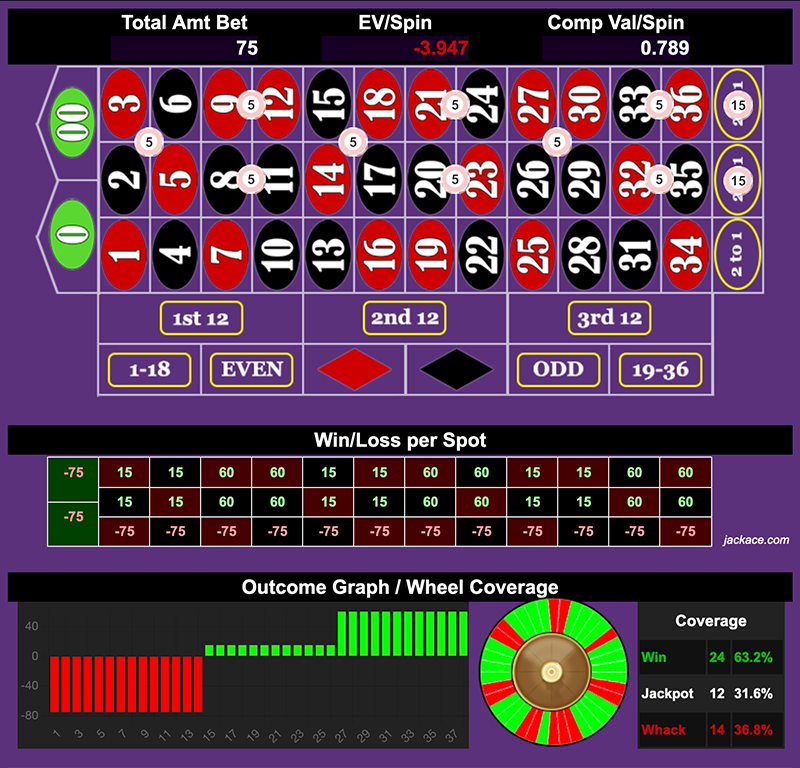 Total Amt Bet EV/Spin Comp Val/Spin
75 -3.947 0.789
00 3 6 9 5 12 15 18 21 5 24 27 30 33 5 36 15
5 5 5
0 2 5 8 5 11 14 17 20 5 23 26 29 32 5 35 15
1 4 7 10 13 16 19 22 25 28 31 34 2 to 1
1st 12 2nd 12 3rd 12
1-18 EVEN ODD 19-36
Win/Loss per Spot
-75 15 15 60 60 15 15 60 60 15 15 60 60
15 15 60 60 15 15 60 60 15 15 60 60
-75 -75 -75 -75 -75 -75 -75 -75 -75 -75 -75 -75 -75
jackace.com
Outcome Graph / Wheel Coverage
40
0
-40
-80
1 3 5 7 9 11 13 15 17 19 21 23 25 27 29 31 33 35 37
Coverage
Win 24 63.2%
Jackpot 12 31.6%
Whack 14 36.8%